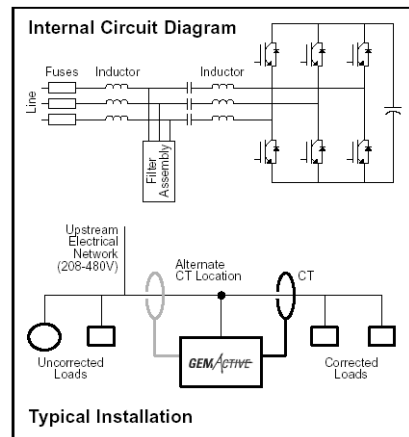 Internal Circuit Diagram
Fuses
Inductor
Inductor
Line
Filter
Assembly
Upstream
Electrical
Network
(208-480V)
Alternate
CT Location
CT
Uncorrected
Loads
GEMACTIVE
Corrected
Loads
Typical Installation